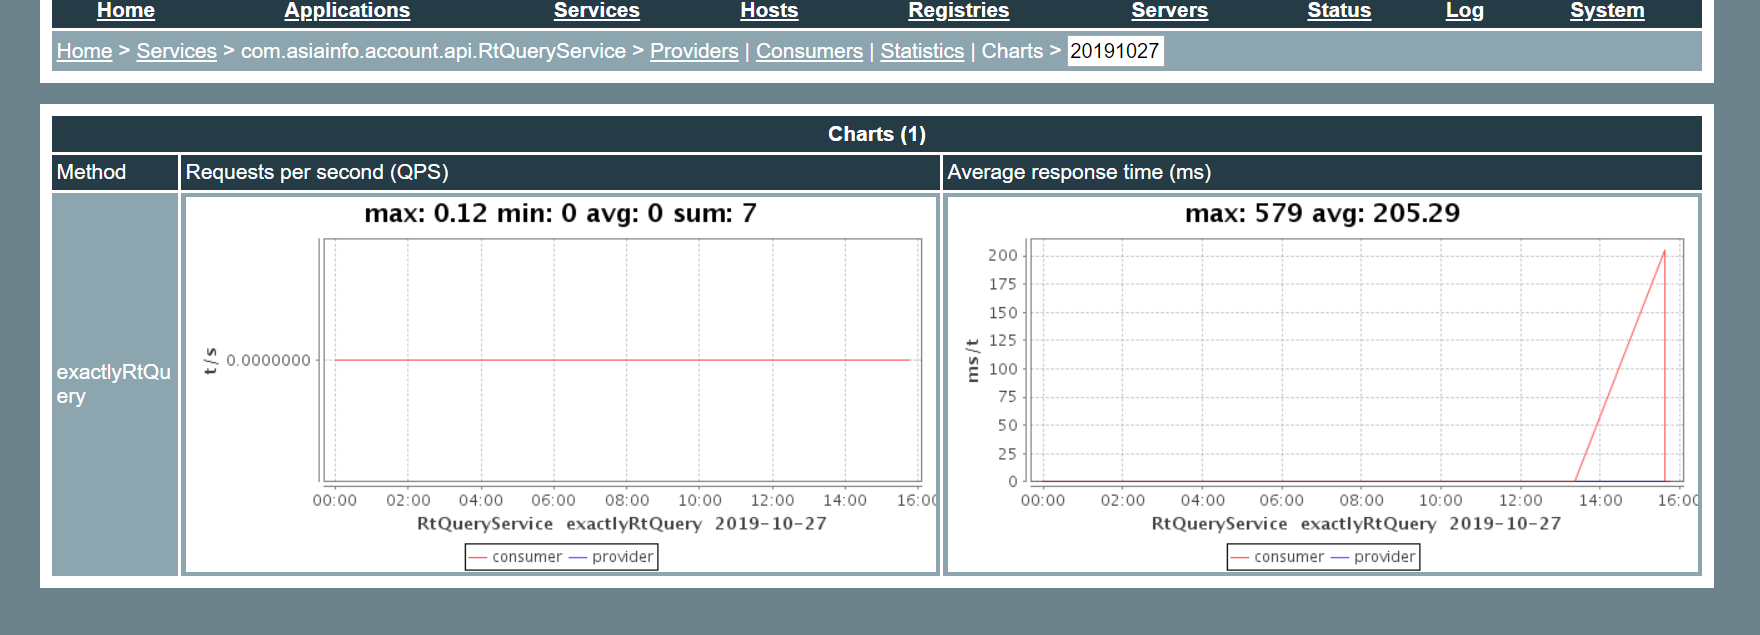 Home Applications Services Hosts Registries Servers Status Log System
Home > Services > com.asiainfo.account.api.RtQueryService > Providers | Consumers | Statistics | Charts > 20191027
Charts (1)
Method Requests per second (QPS) Average response time (ms)
exactlyRtQu
ery
max: 0.12 min: 0 avg: 0 sum: 7
t/s
0.0000000
00:00 02:00 04:00 06:00 08:00 10:00 12:00 14:00 16:00
RtQueryService exactlyRtQuery 2019-10-27
consumer provider
max: 579 avg: 205.29
ms/t
200
175
150
125
100
75
50
25
0
00:00 02:00 04:00 06:00 08:00 10:00 12:00 14:00 16:00
RtQueryService exactlyRtQuery 2019-10-27
consumer provider